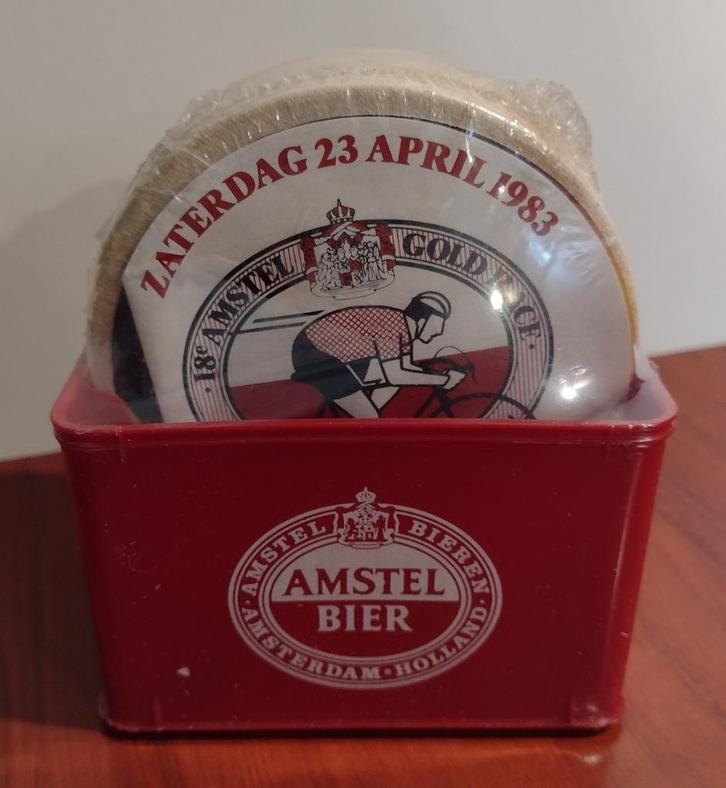 ZATERDAG 23 APRIL 1983
· 18e AMSTEL GOLD RACE ·
· AMSTEL BIEREN ·
AMSTEL
BIER
AMSTERDAM · HOLLAND